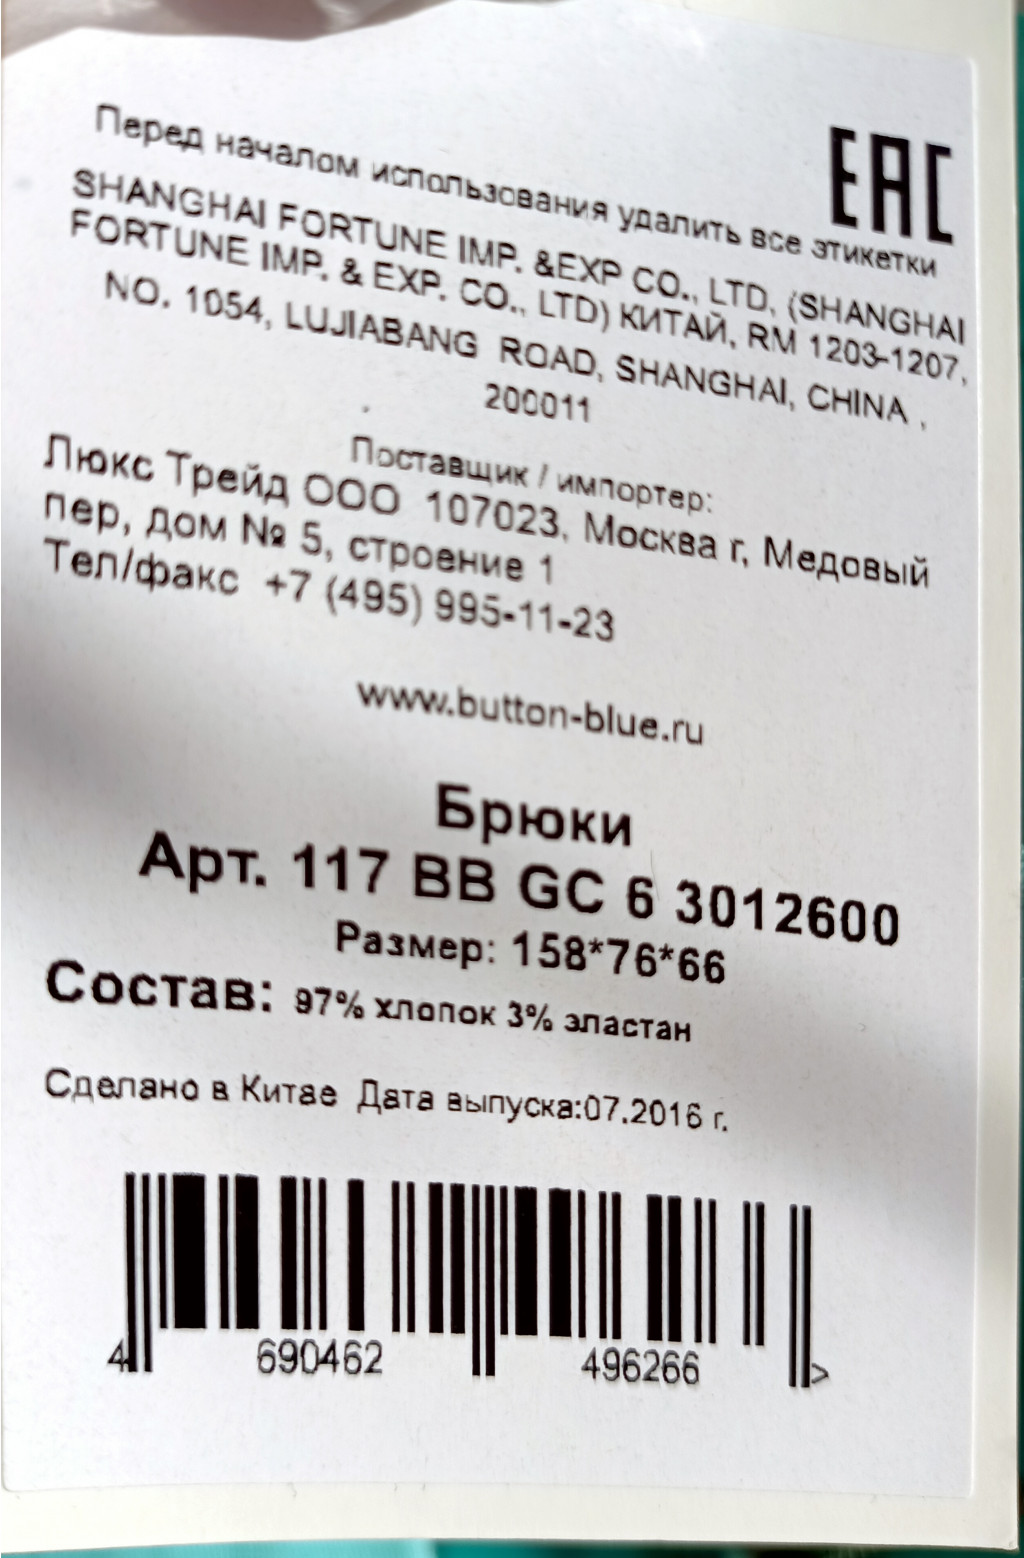 EAC
Перед началом использования удалить все этикетки
SHANGHAI FORTUNE IMP. &EXP CO., LTD, (SHANGHAI
FORTUNE IMP. & EXP. CO., LTD) КИТАЙ, RM 1203-1207,
NO. 1054, LUJIABANG ROAD, SHANGHAI, CHINA ,
200011
Поставщик / импортер:
Люкс Трейд ООО 107023, Москва г, Медовый
пер, дом № 5, строение 1
Тел/факс +7 (495) 995-11-23
www.button-blue.ru
Брюки
Арт. 117 BB GC 6 3012600
Размер: 158*76*66
Состав: 97% хлопок 3% эластан
Сделано в Китае Дата выпуска:07.2016 г.
4 690462 496266 >